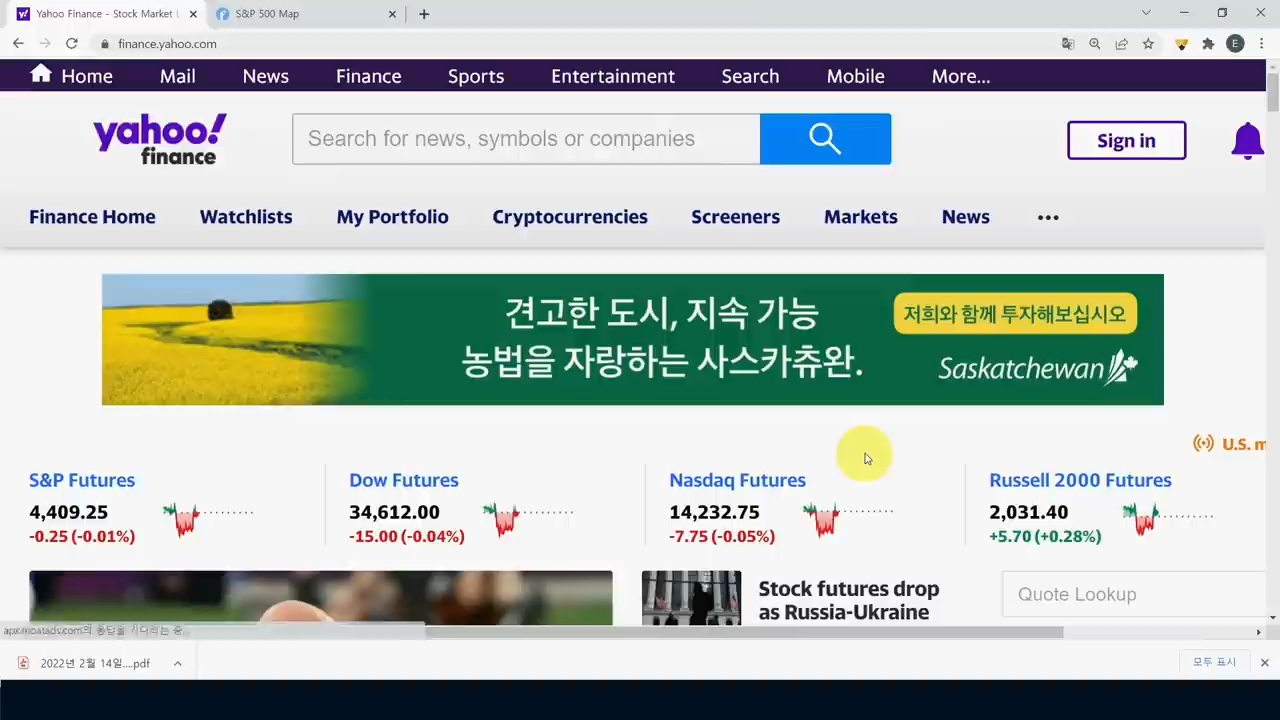 Yahoo Finance - Stock Market L
S&P 500 Map
finance.yahoo.com
E
Home Mail News Finance Sports Entertainment Search Mobile More...
yahoo!
finance
Search for news, symbols or companies
Sign in
Finance Home Watchlists My Portfolio Cryptocurrencies Screeners Markets News
견고한 도시, 지속 가능
농법을 자랑하는 사스카츄완.
저희와 함께 투자해보십시오
Saskatchewan
U.S. m
S&P Futures
4,409.25
-0.25 (-0.01%)
Dow Futures
34,612.00
-15.00 (-0.04%)
Nasdaq Futures
14,232.75
-7.75 (-0.05%)
Russell 2000 Futures
2,031.40
+5.70 (+0.28%)
Stock futures drop
as Russia-Ukraine
Quote Lookup
2022년 2월 14일....pdf
모두 표시